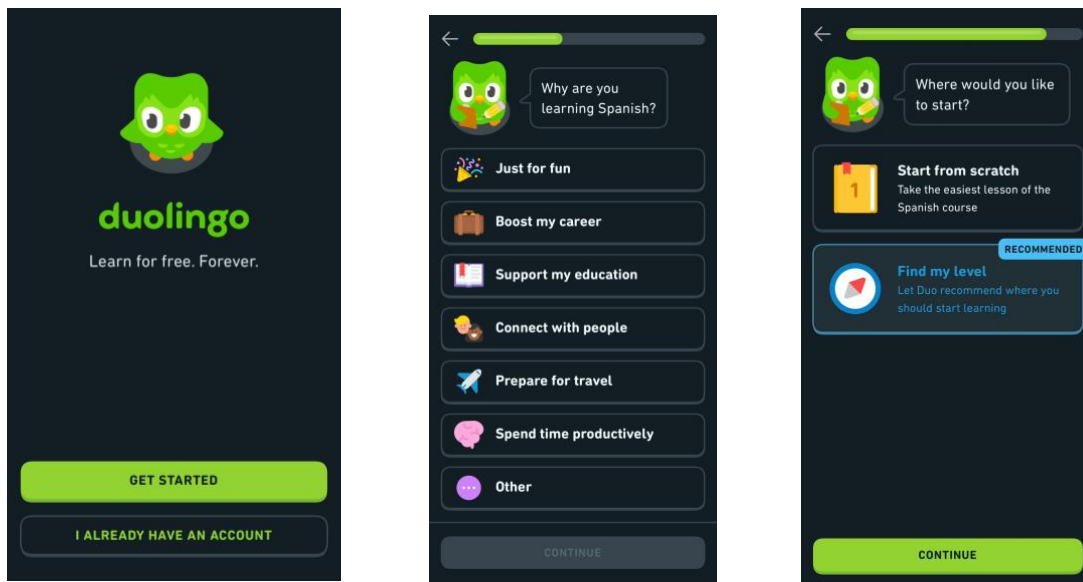 duolingo
Learn for free. Forever.
GET STARTED
I ALREADY HAVE AN ACCOUNT
Why are you
learning Spanish?
Just for fun
Boost my career
Support my education
Connect with people
Prepare for travel
Spend time productively
Other
CONTINUE
Where would you like
to start?
1
Start from scratch
Take the easiest lesson of the
Spanish course
RECOMMENDED
Find my level
Let Duo recommend where you
should start learning
CONTINUE